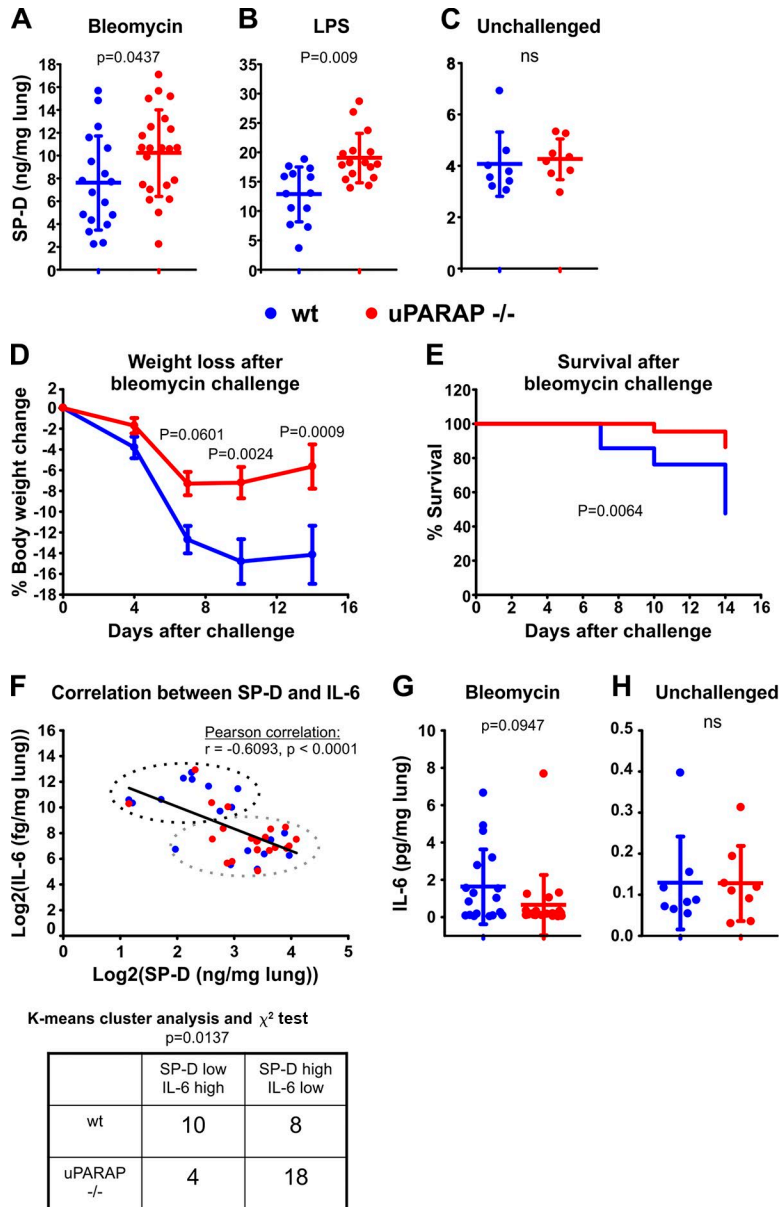 A
Bleomycin
p=0.0437
SP-D (ng/mg lung)
18
16
14
12
10
8
6
4
2
0
B
LPS
P=0.009
35
30
25
20
15
10
5
0
C
Unchallenged
ns
8
6
4
2
0
wt
uPARAP -/-
D
Weight loss after
bleomycin challenge
% Body weight change
2
0
-2
-4
-6
-8
-10
-12
-14
-16
-18
P=0.0601
P=0.0024
P=0.0009
0 4 8 12 16
Days after challenge
E
Survival after
bleomycin challenge
% Survival
120
100
80
60
40
20
0
P=0.0064
0 2 4 6 8 10 12 14 16
Days after challenge
F
Correlation between SP-D and IL-6
Log2(IL-6 (fg/mg lung))
16
14
12
10
8
6
4
2
0
Pearson correlation:
r = -0.6093, p < 0.0001
0 1 2 3 4 5
Log2(SP-D (ng/mg lung))
G
Bleomycin
p=0.0947
IL-6 (pg/mg lung)
10
8
6
4
2
0
H
Unchallenged
ns
0.5
0.4
0.3
0.2
0.1
0.0
K-means cluster analysis and χ² test
p=0.0137
SP-D low
IL-6 high
SP-D high
IL-6 low
wt
10
8
uPARAP
-/-
4
18